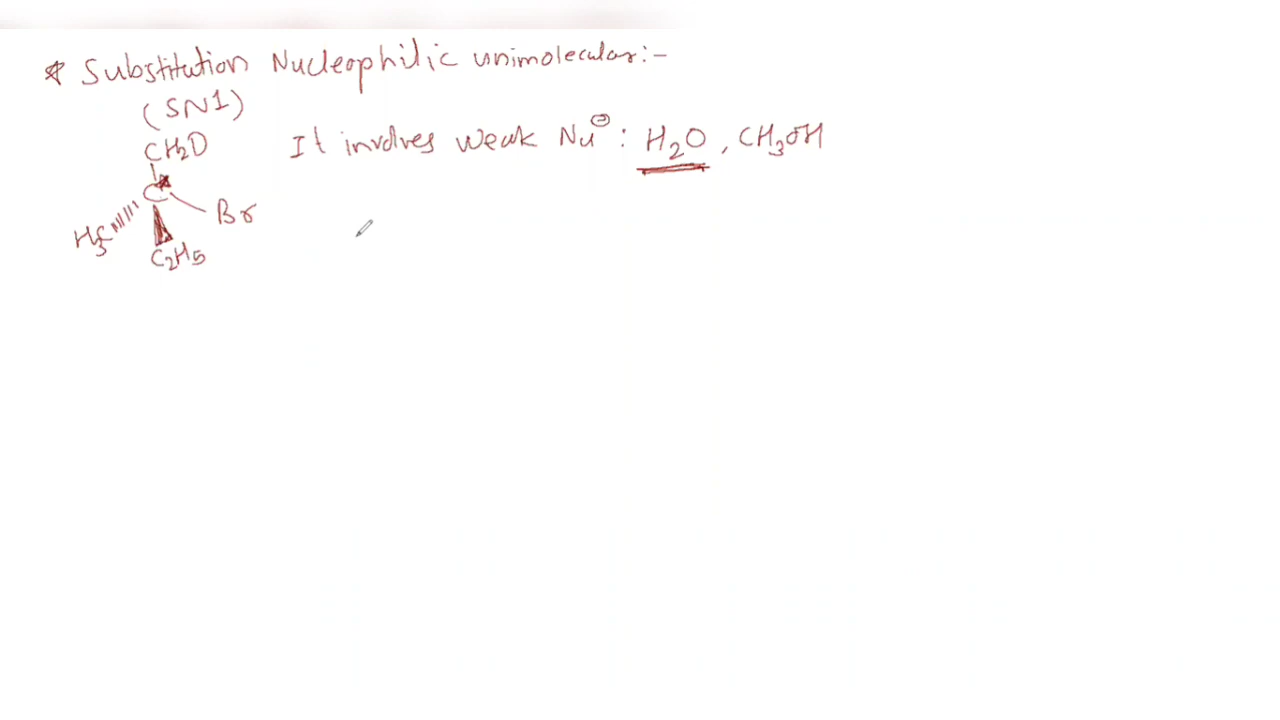 * Substitution Nucleophilic unimolecular:-
(SN1)
It involves weak Nu⊖ : H2O , CH3OH
CH2D
C*
Br
H3C
C2H5